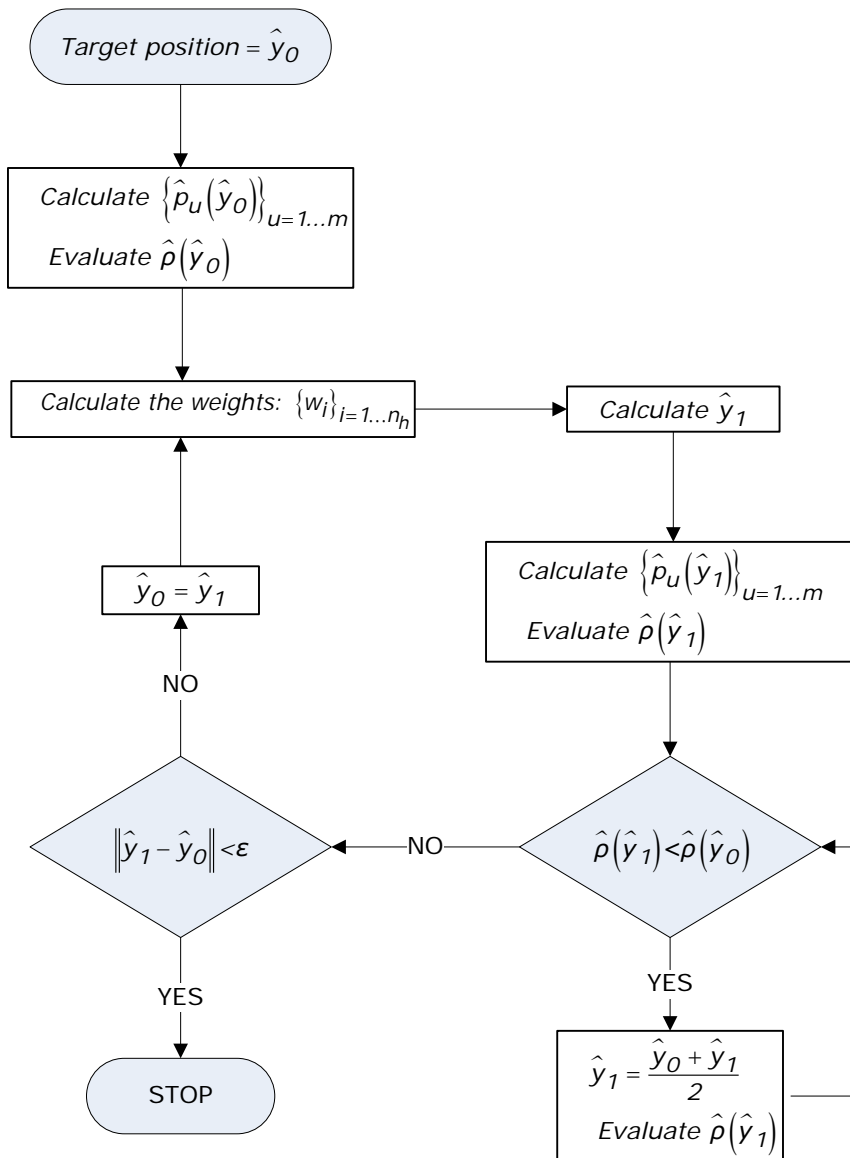 Target position = ŷ₀
Calculate {p̂ᵤ(ŷ₀)}ᵤ₌₁…ₘ
Evaluate ρ̂(ŷ₀)
Calculate the weights: {wᵢ}ᵢ₌₁…ₙₕ
Calculate ŷ₁
Calculate {p̂ᵤ(ŷ₁)}ᵤ₌₁…ₘ
Evaluate ρ̂(ŷ₁)
ŷ₀ = ŷ₁
NO
‖ŷ₁ − ŷ₀‖ <ε
NO
ρ̂(ŷ₁)<ρ̂(ŷ₀)
YES
YES
STOP
ŷ₁ = (ŷ₀ + ŷ₁)/2
Evaluate ρ̂(ŷ₁)